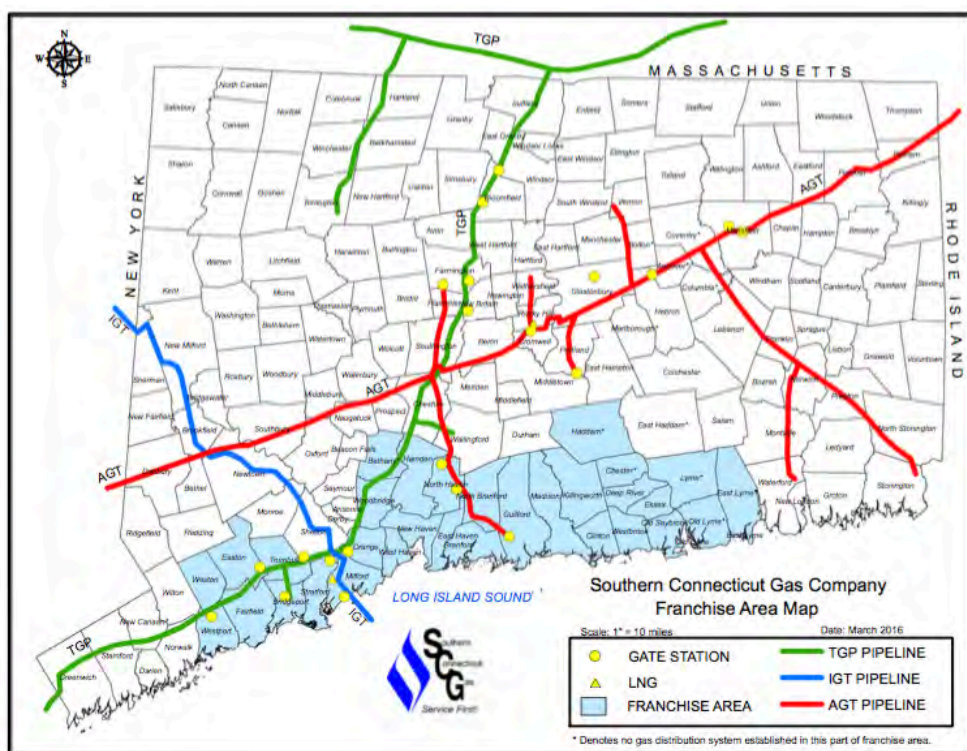 N
W E
S
TGP
MASSACHUSETTS
North Canaan
Salisbury
Canaan
Norfolk
Colebrook
Hartland
Granby
Suffield
Enfield
Somers
Stafford
Union
Woodstock
Thompson
East Granby
Windsor Locks
East Windsor
Ellington
Winchester
Barkhamsted
Sharon
Cornwall
Goshen
Torrington
New Hartford
Canton
Simsbury
Bloomfield
Windsor
South Windsor
Vernon
Tolland
Willington
Ashford
Eastford
Putnam
Killingly
AGT
NEW YORK
RHODE ISLAND
TGP
Avon
West Hartford
Hartford
East Hartford
Manchester
Bolton
Coventry*
Chaplin
Hampton
Brooklyn
Warren
Litchfield
Harwinton
Burlington
Farmington
Newington
Wethersfield
Glastonbury
Columbia*
Windham
Scotland
Canterbury
Plainfield
Sterling
Kent
Morris
Washington
Bethlehem
Thomaston
Plymouth
Bristol
New Britain
Rocky Hill
Hebron
Marlborough*
Lebanon
Sprague
Lisbon
Griswold
Voluntown
IGT
New Milford
Watertown
Wolcott
Southington
Berlin
Cromwell
Portland
East Hampton
Colchester
Bozrah
Preston
Sherman
Roxbury
Woodbury
Waterbury
Middlebury
AGT
Cheshire
Meriden
Middletown
Middlefield
Durham
Haddam*
East Haddam*
Salem
Montville
North Stonington
New Fairfield
Bridgewater
Brookfield
Southbury
Naugatuck
Prospect
Wallingford
Ledyard
AGT
Danbury
Bethel
Newtown
Oxford
Beacon Falls
Bethany
Hamden
Seymour
Ansonia
Derby
Woodbridge
North Haven
North Branford
Guilford
Madison
Killingworth
Chester*
Deep River
Essex
Lyme*
East Lyme*
Waterford
New London
Groton
Stonington
Ridgefield
Redding
Monroe
Shelton
New Haven
East Haven
Branford
Clinton
Westbrook
Old Saybrook
Old Lyme*
Easton
Trumbull
Orange
West Haven
Milford
Weston
Wilton
Fairfield
Bridgeport
Stratford
New Canaan
Westport
Norwalk
Stamford
Darien
Greenwich
TGP
IGT
LONG ISLAND SOUND
Southern Connecticut Gas Company
Franchise Area Map
Scale: 1" = 10 miles Date: March 2016
GATE STATION TGP PIPELINE
LNG IGT PIPELINE
FRANCHISE AREA AGT PIPELINE
* Denotes no gas distribution system established in this part of franchise area.
Southern
Connecticut
Gas
Service First!